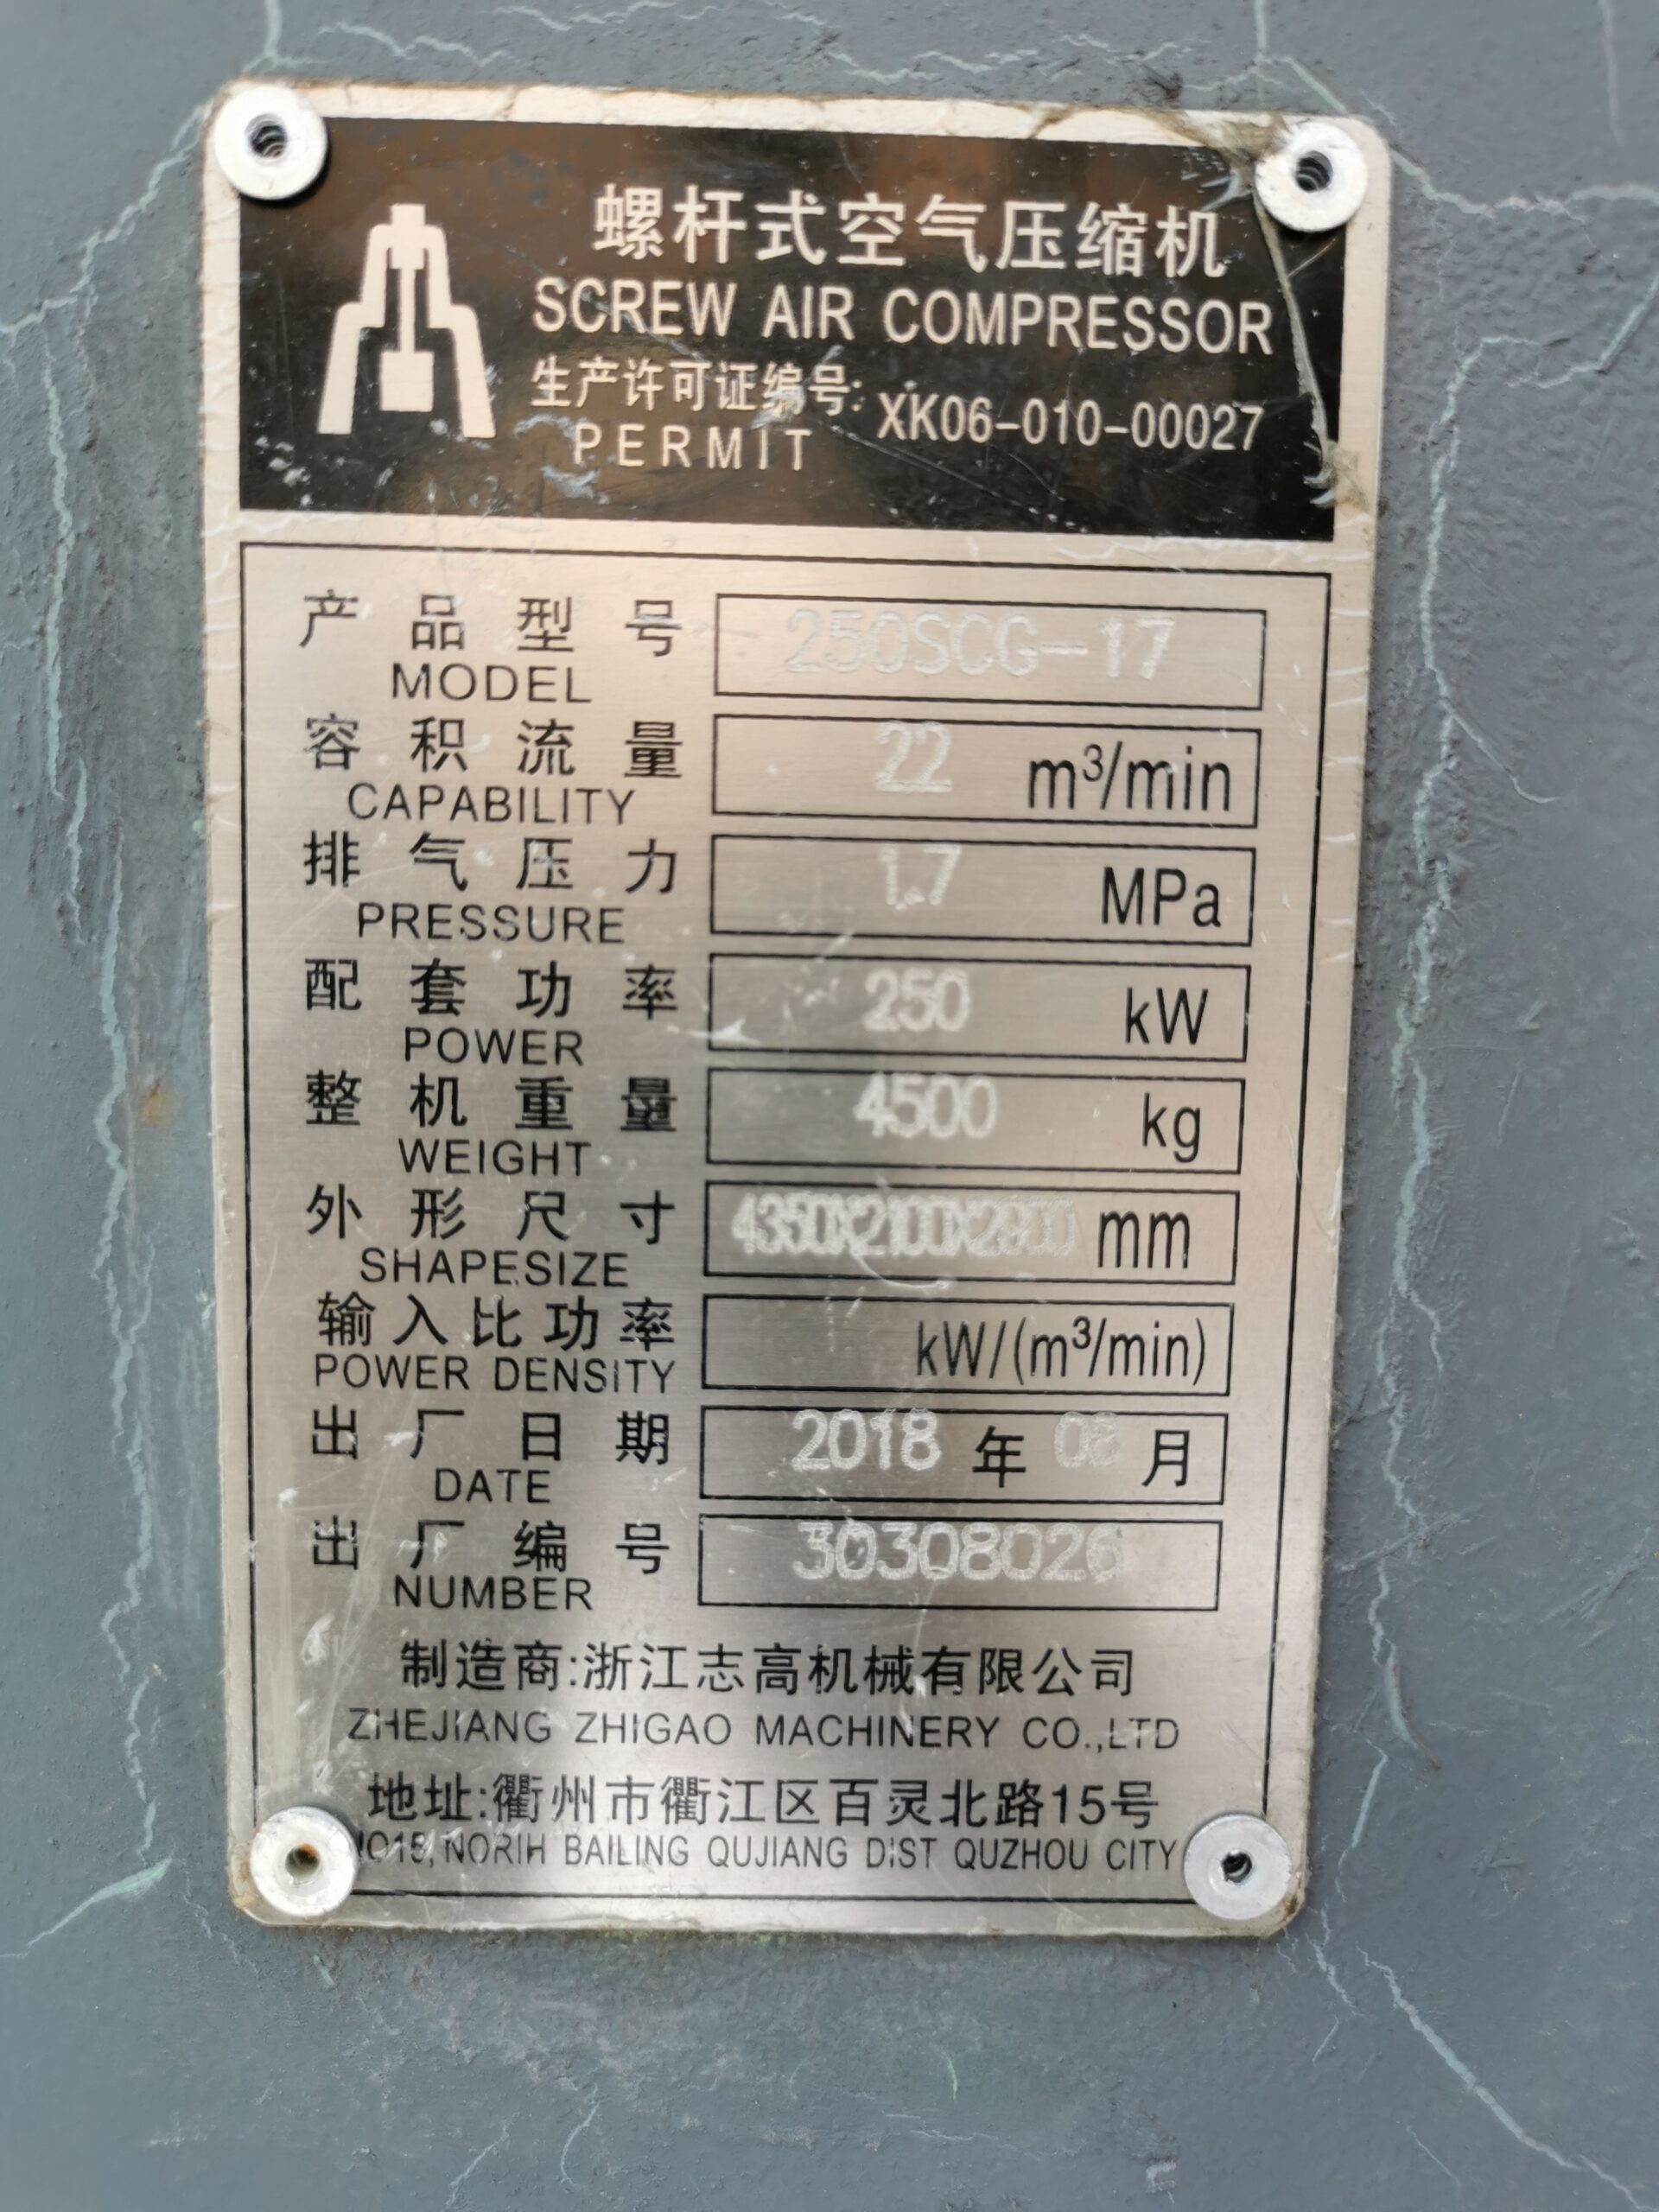 螺杆式空气压缩机
SCREW AIR COMPRESSOR
生产许可证编号: XK06-010-00027
PERMIT
产品型号 250SCG-17
MODEL
容积流量 22 m³/min
CAPABILITY
排气压力 1.7 MPa
PRESSURE
配套功率 250 kW
POWER
整机重量 4500 kg
WEIGHT
外形尺寸 mm
SHAPESIZE
输入比功率 kW/(m³/min)
POWER DENSITY
出厂日期 2018 年 08 月
DATE
出厂编号 30308026
NUMBER
制造商:浙江志高机械有限公司
ZHEJIANG ZHIGAO MACHINERY CO.,LTD
地址:衢州市衢江区百灵北路15号
NO15, NORIH BAILING QUJIANG DIST QUZHOU CITY